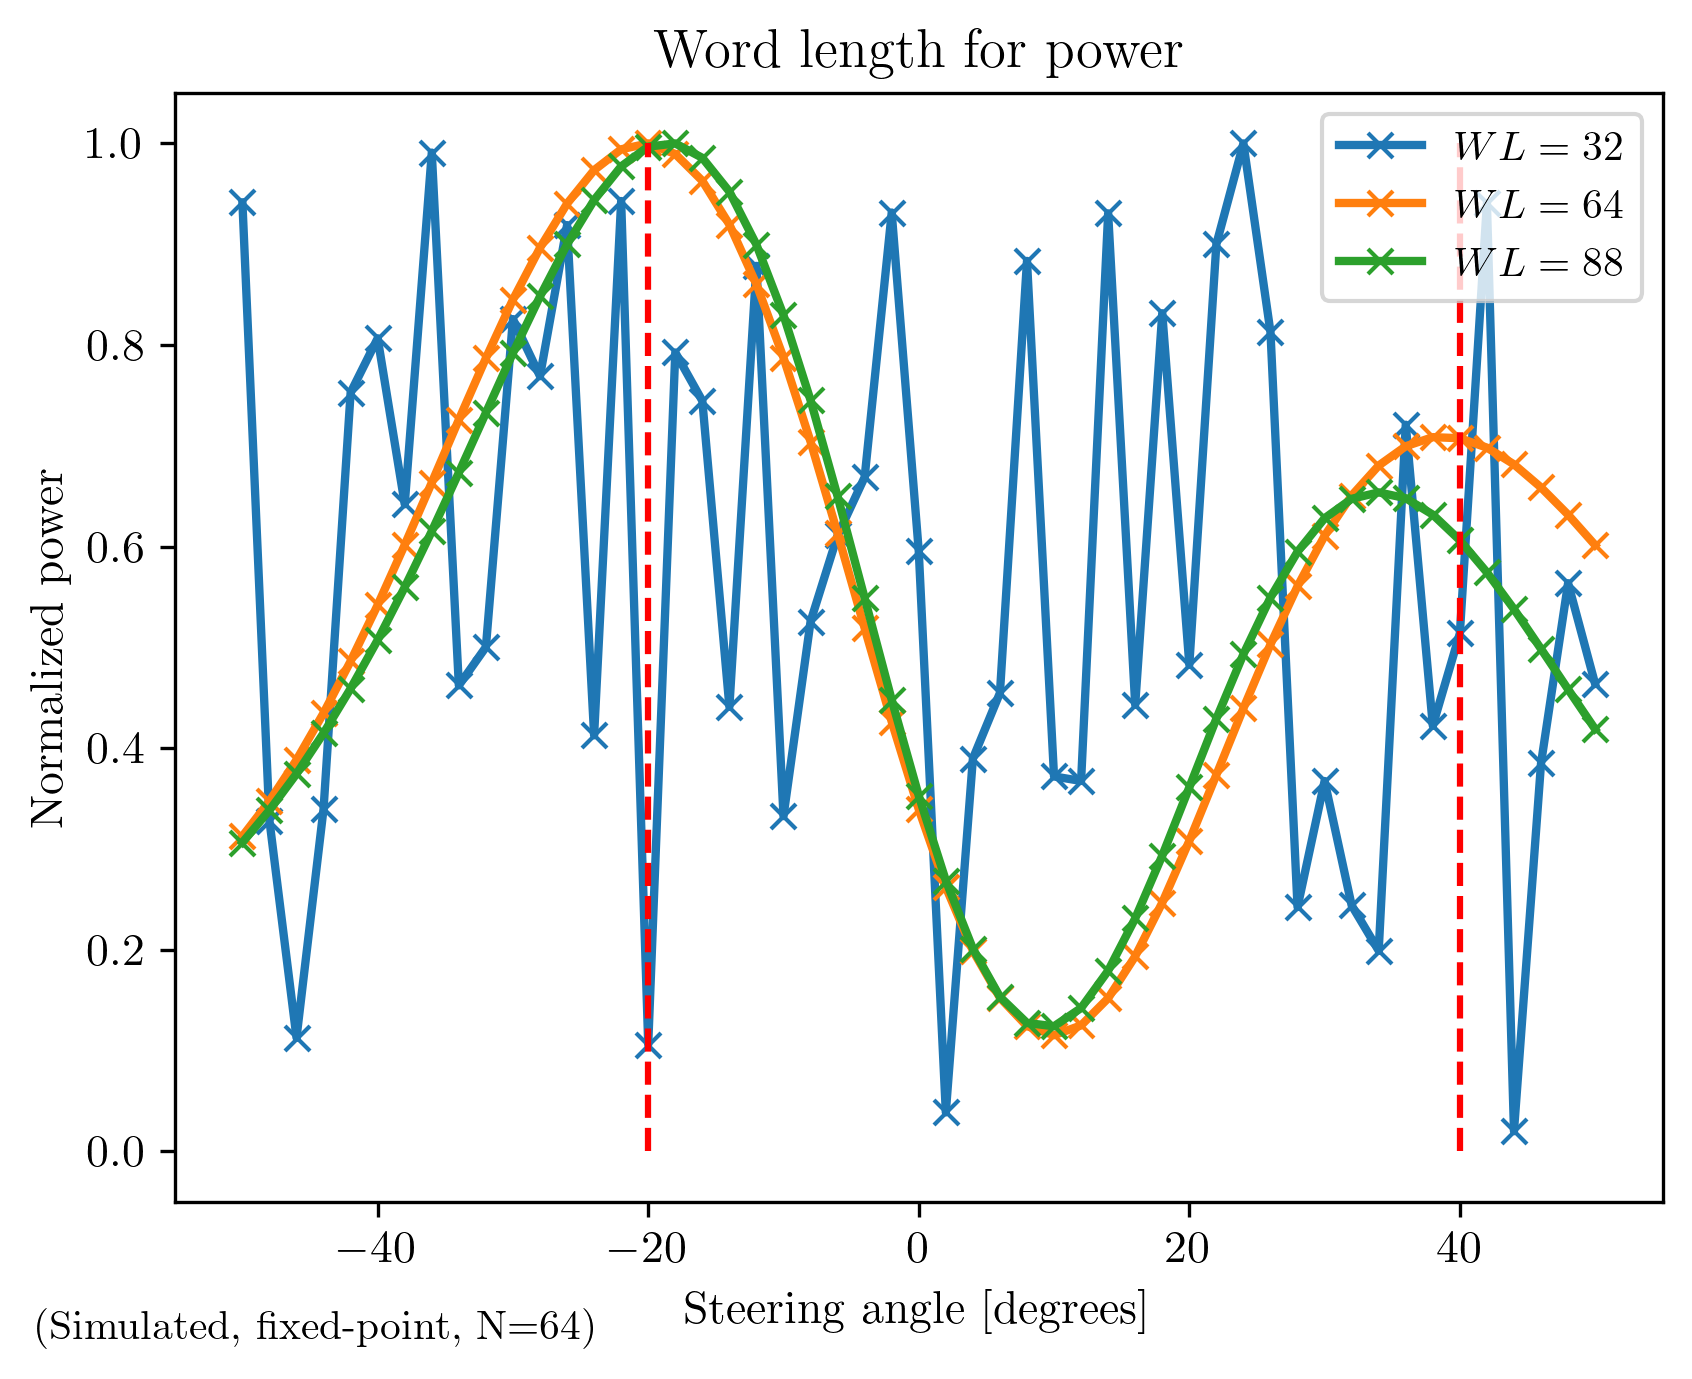 Word length for power
Normalized power
1.0
0.8
0.6
0.4
0.2
0.0
WL = 32
WL = 64
WL = 88
−40 −20 0 20 40
Steering angle [degrees]
(Simulated, fixed-point, N=64)